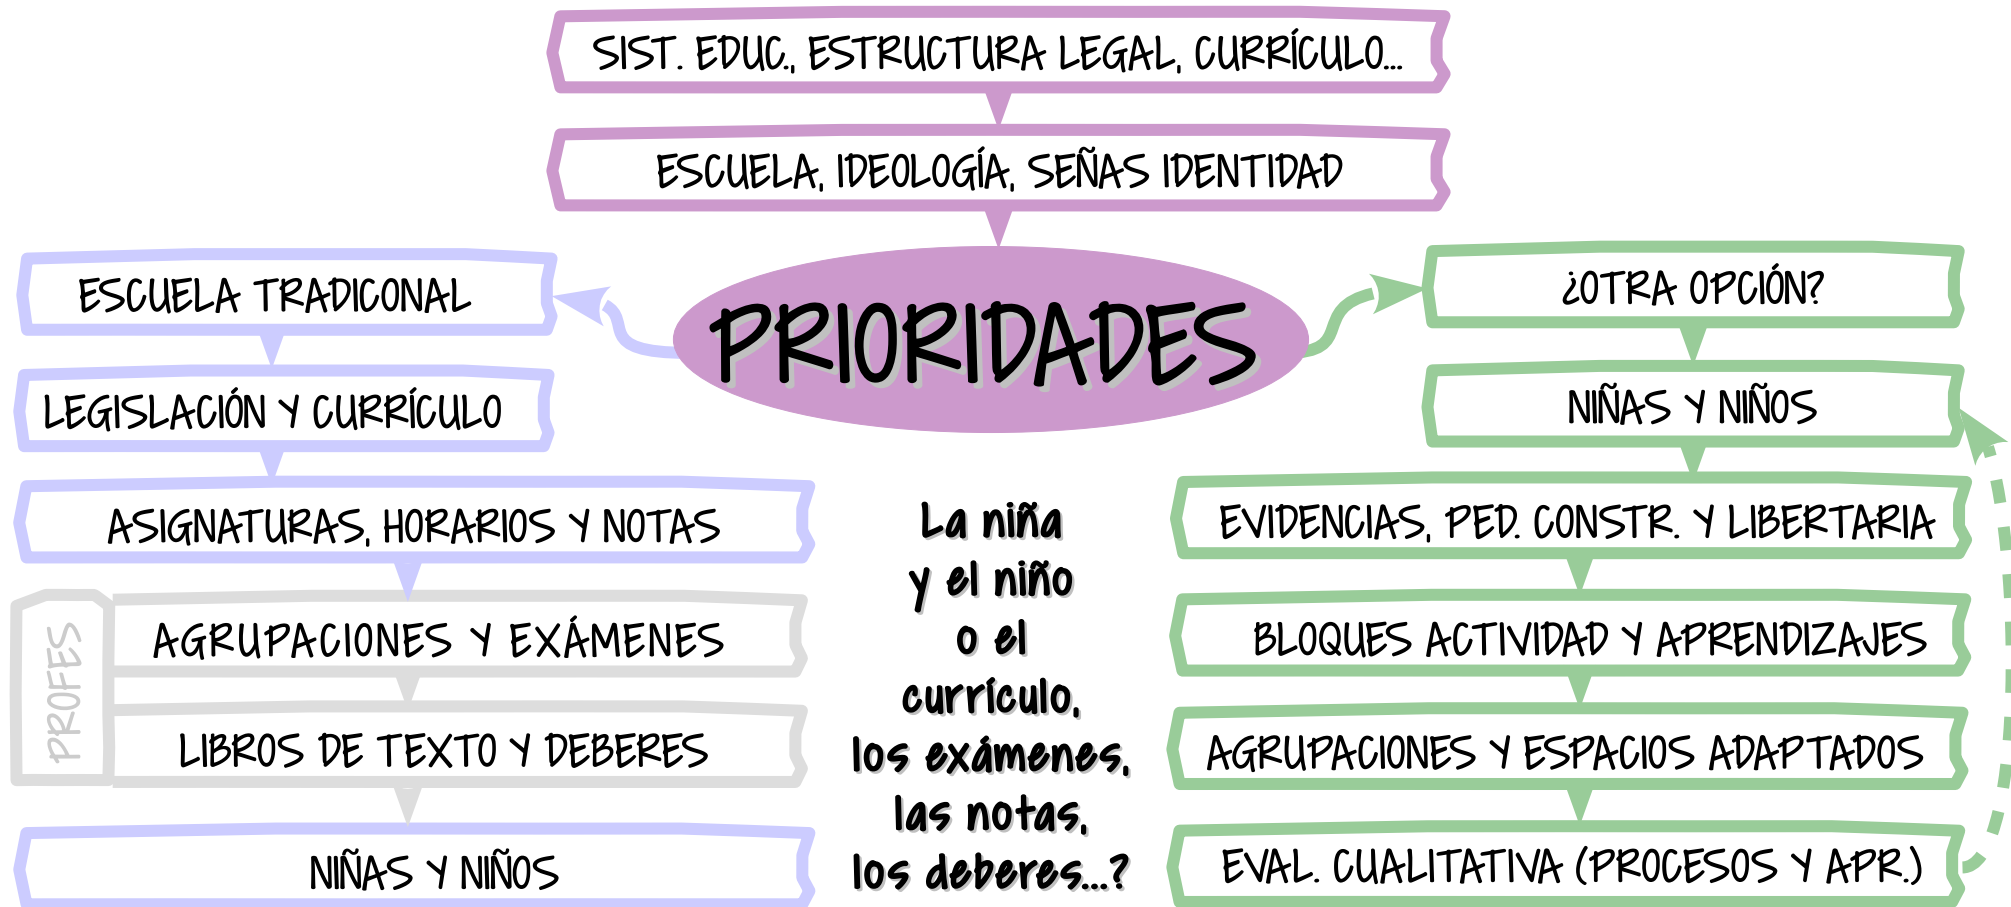 SIST. EDUC., ESTRUCTURA LEGAL, CURRÍCULO...
ESCUELA, IDEOLOGÍA, SEÑAS IDENTIDAD
PRIORIDADES
ESCUELA TRADICONAL
LEGISLACIÓN Y CURRÍCULO
ASIGNATURAS, HORARIOS Y NOTAS
PROFES
AGRUPACIONES Y EXÁMENES
LIBROS DE TEXTO Y DEBERES
NIÑAS Y NIÑOS
La niña
y el niño
o el
currículo,
los exámenes,
las notas,
los deberes...?
¿OTRA OPCIÓN?
NIÑAS Y NIÑOS
EVIDENCIAS, PED. CONSTR. Y LIBERTARIA
BLOQUES ACTIVIDAD Y APRENDIZAJES
AGRUPACIONES Y ESPACIOS ADAPTADOS
EVAL. CUALITATIVA (PROCESOS Y APR.)